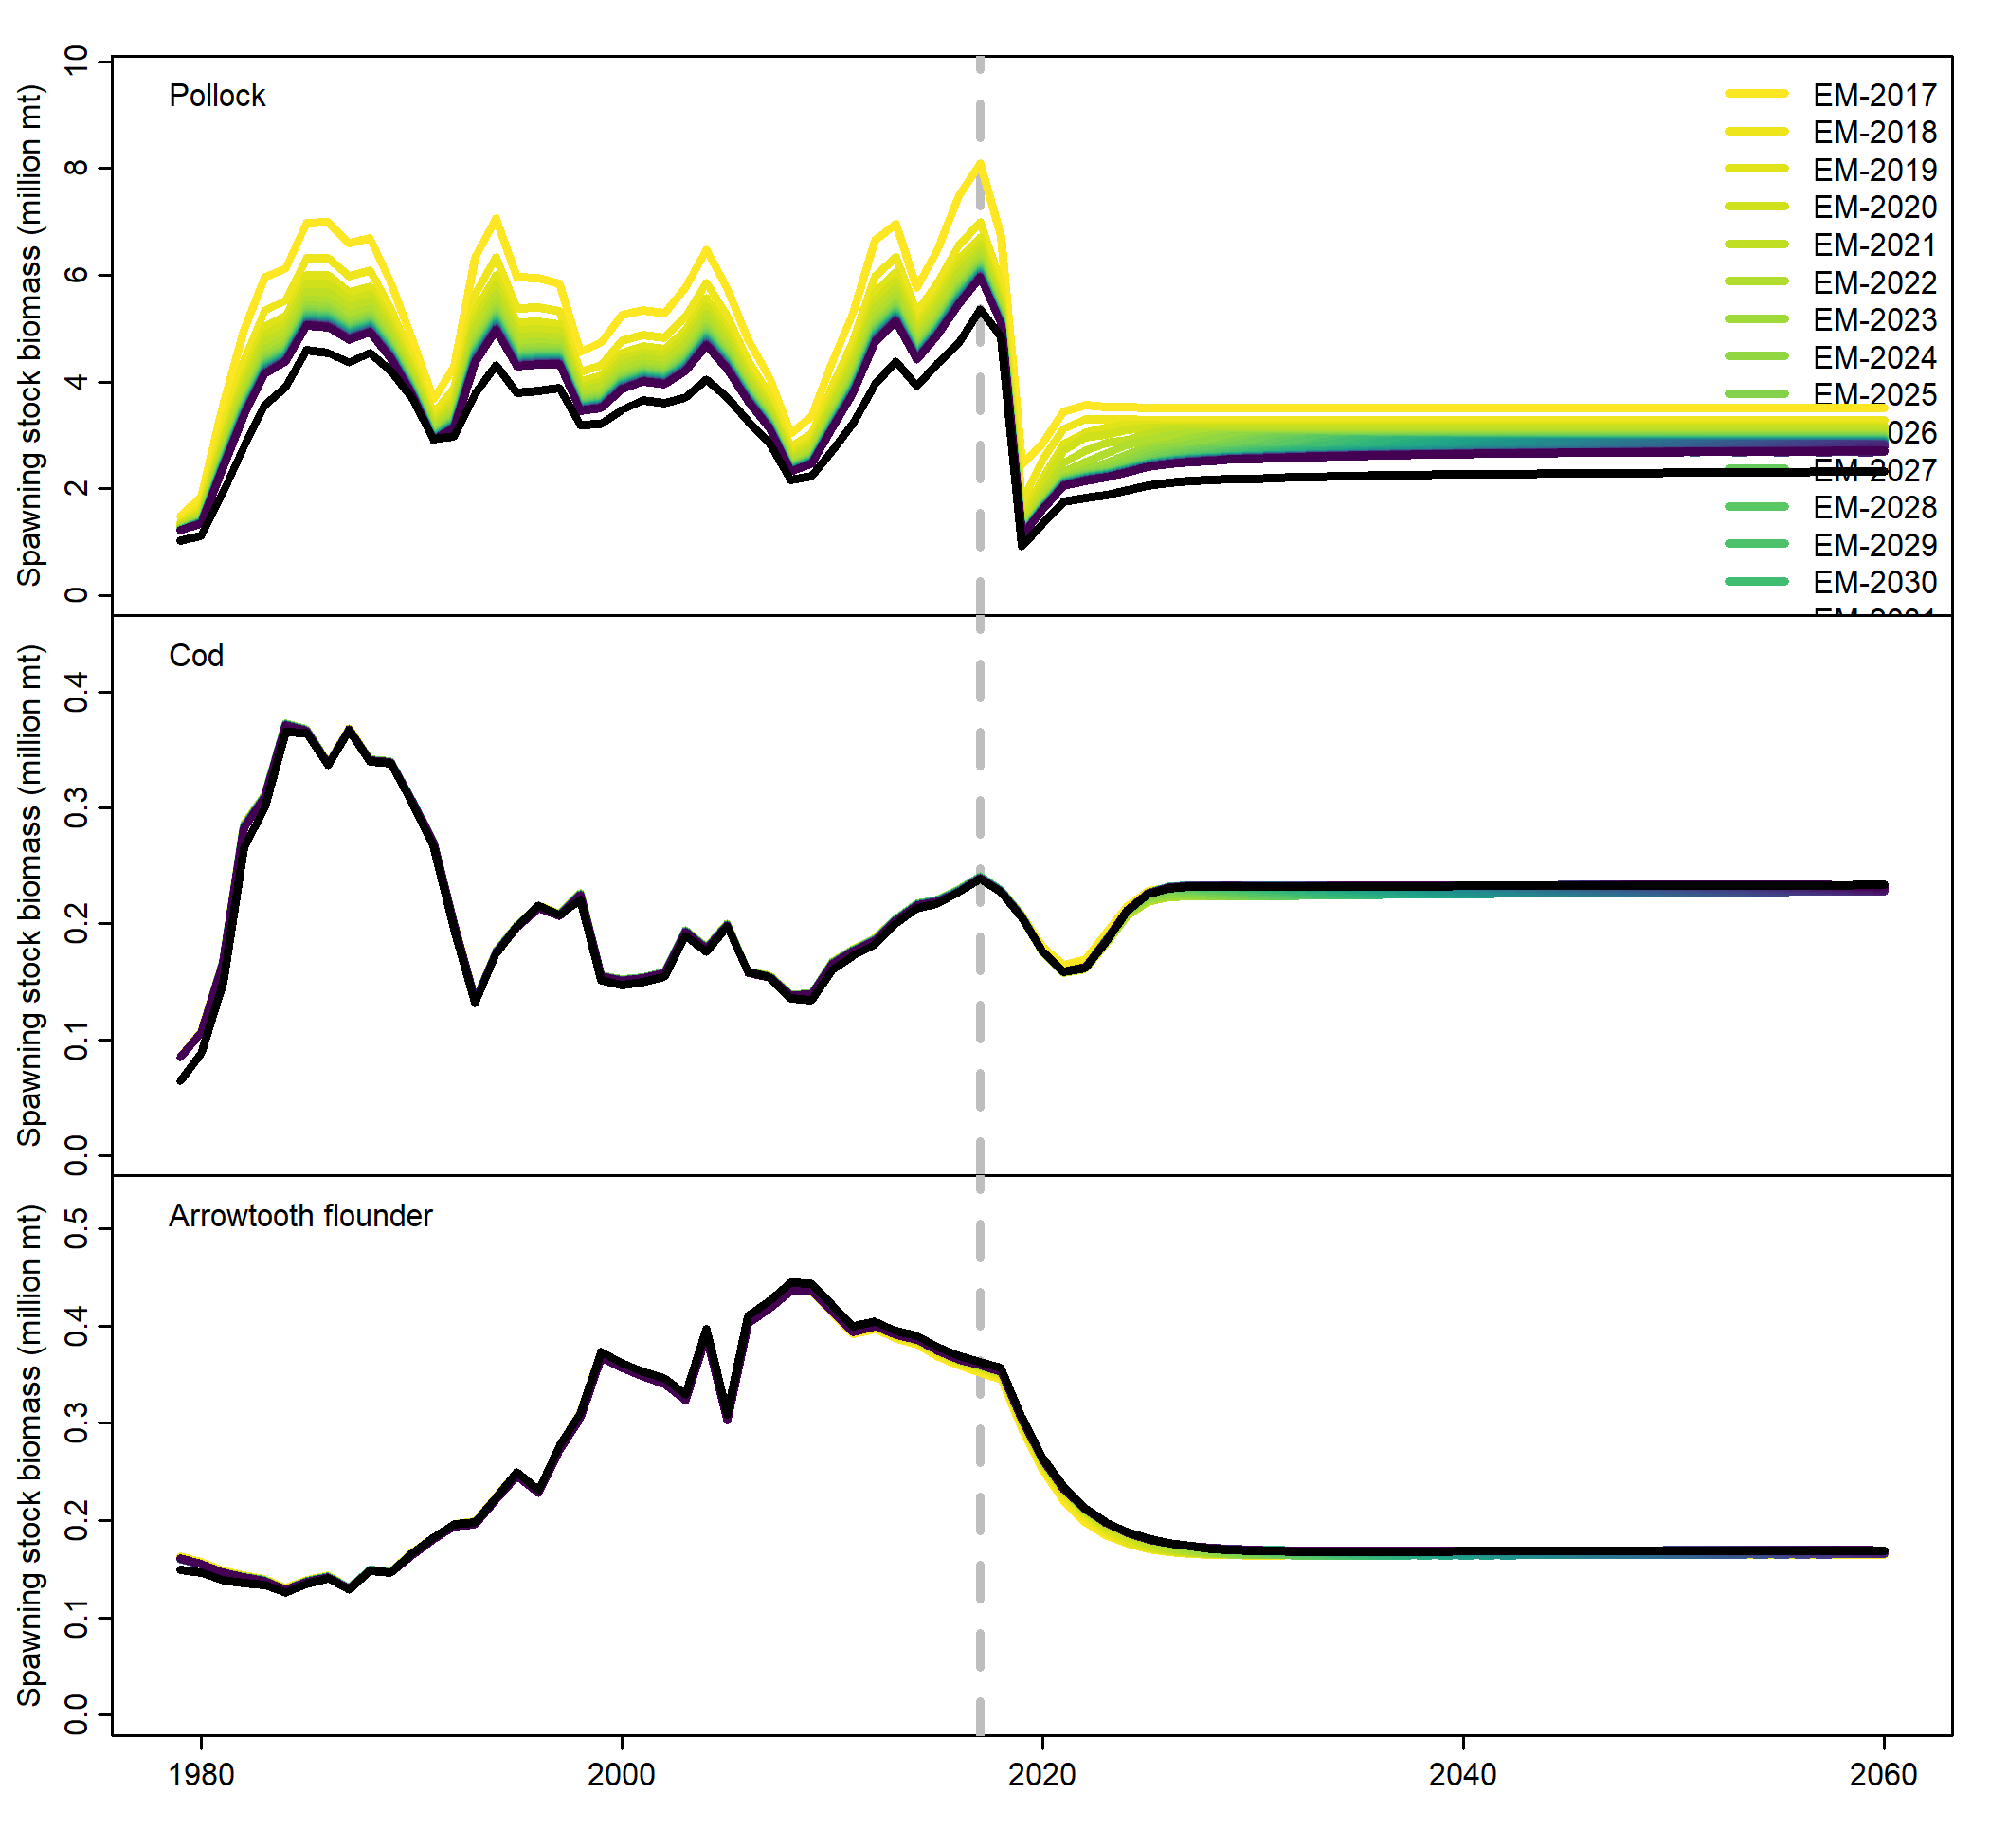 Spawning stock biomass (million mt)
10
8
6
4
2
0
Pollock
EM-2017
EM-2018
EM-2019
EM-2020
EM-2021
EM-2022
EM-2023
EM-2024
EM-2025
026
EM-2027
EM-2028
EM-2029
EM-2030
Spawning stock biomass (million mt)
0.4
0.3
0.2
0.1
0.0
Cod
Spawning stock biomass (million mt)
0.5
0.4
0.3
0.2
0.1
0.0
Arrowtooth flounder
1980 2000 2020 2040 2060